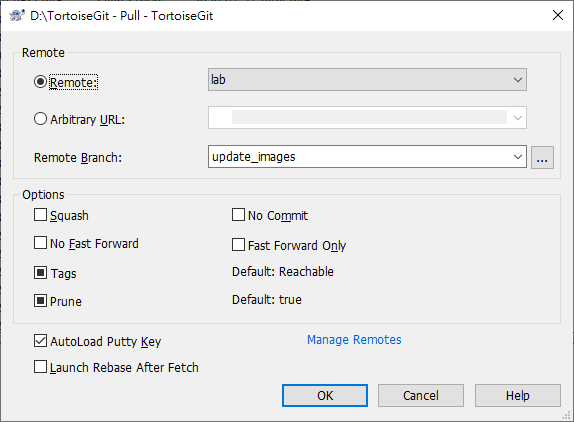 D:\TortoiseGit - Pull - TortoiseGit
Remote
Remote: lab
Arbitrary URL:
Remote Branch: update_images ...
Options
Squash No Commit
No Fast Forward Fast Forward Only
Tags Default: Reachable
Prune Default: true
AutoLoad Putty Key Manage Remotes
Launch Rebase After Fetch
OK Cancel Help